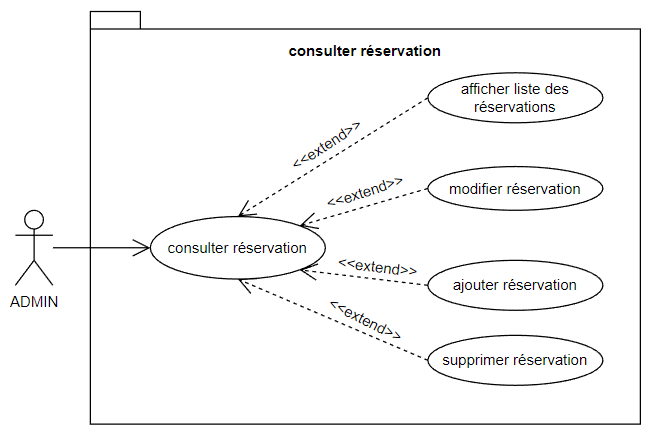 consulter réservation
afficher liste des
réservations
<<extend>>
<<extend>>
modifier réservation
consulter réservation
<<extend>>
ajouter réservation
ADMIN
<<extend>>
supprimer réservation